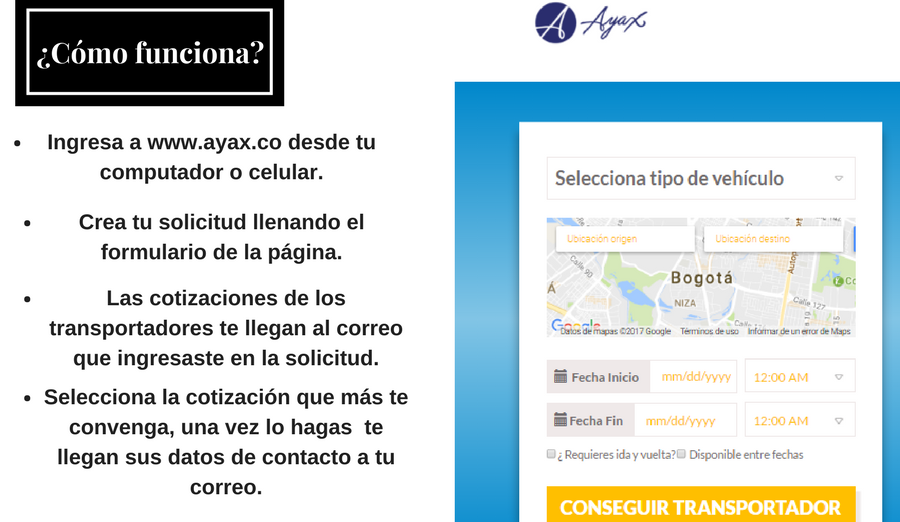 ¿Cómo funciona?
Ingresa a www.ayax.co desde tu
computador o celular.
Crea tu solicitud llenando el
formulario de la página.
Las cotizaciones de los
transportadores te llegan al correo
que ingresaste en la solicitud.
Selecciona la cotización que más te
convenga, una vez lo hagas te
llegan sus datos de contacto a tu
correo.
A Ayax
Selecciona tipo de vehículo
Ubicación origen
Ubicación destino
Calle 90
Bogotá
NIZA
Calle 127
Autop
Co
Á
Google
Datos de mapas ©2017 Google Términos de uso Informar de un error de Maps
Fecha Inicio mm/dd/yyyy 12:00 AM
Fecha Fin mm/dd/yyyy 12:00 AM
¿Requieres ida y vuelta? Disponible entre fechas
CONSEGUIR TRANSPORTADOR